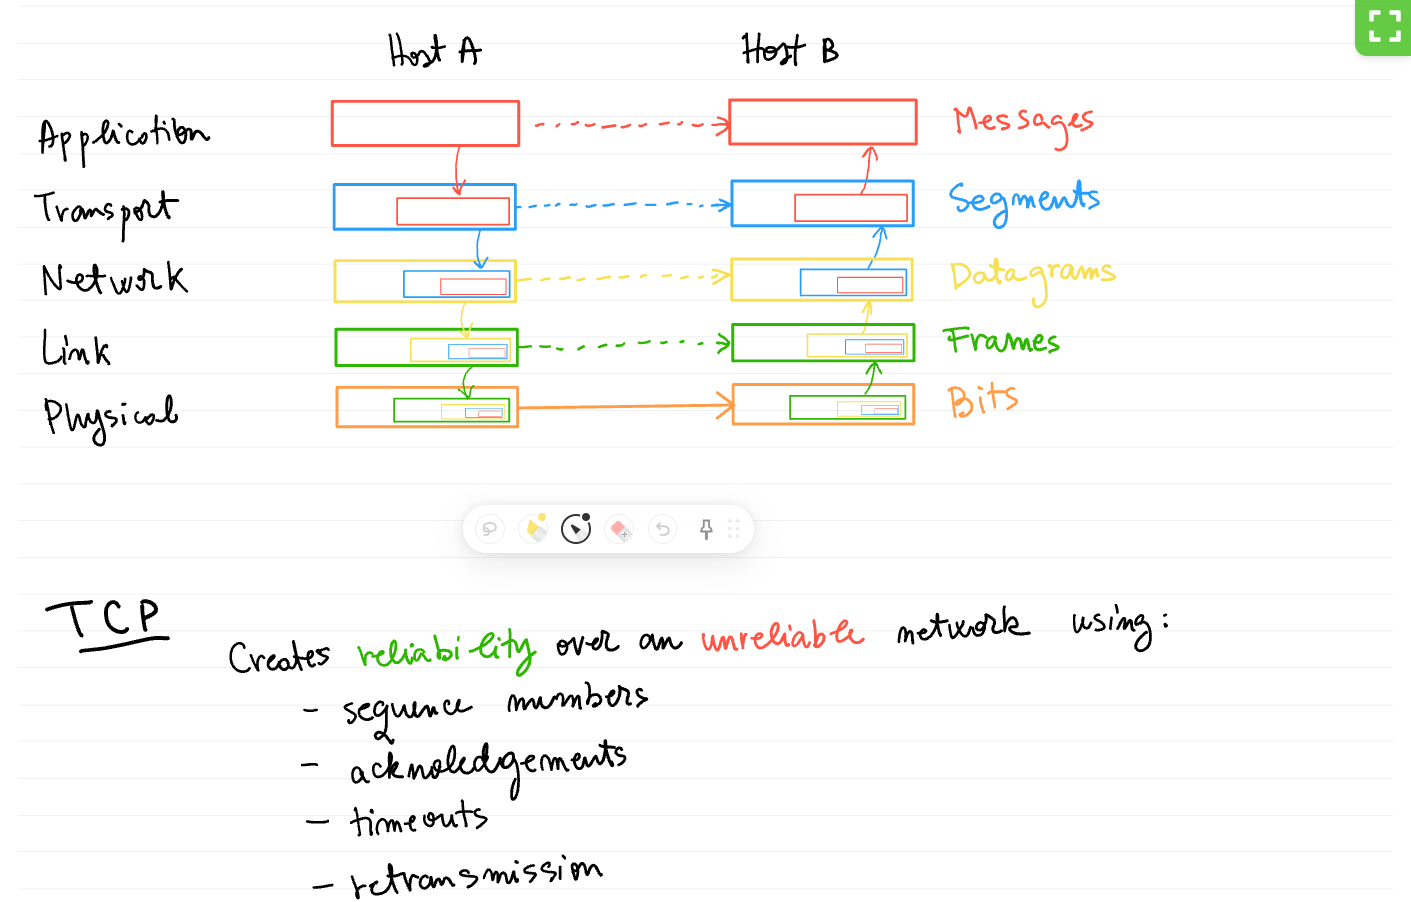 Host A Host B
Application Messages
Transport Segments
Network Datagrams
Link Frames
Physical Bits
TCP
Creates reliability over an unreliable network using:
- sequence numbers
- acknoledgements
- timeouts
- retransmission